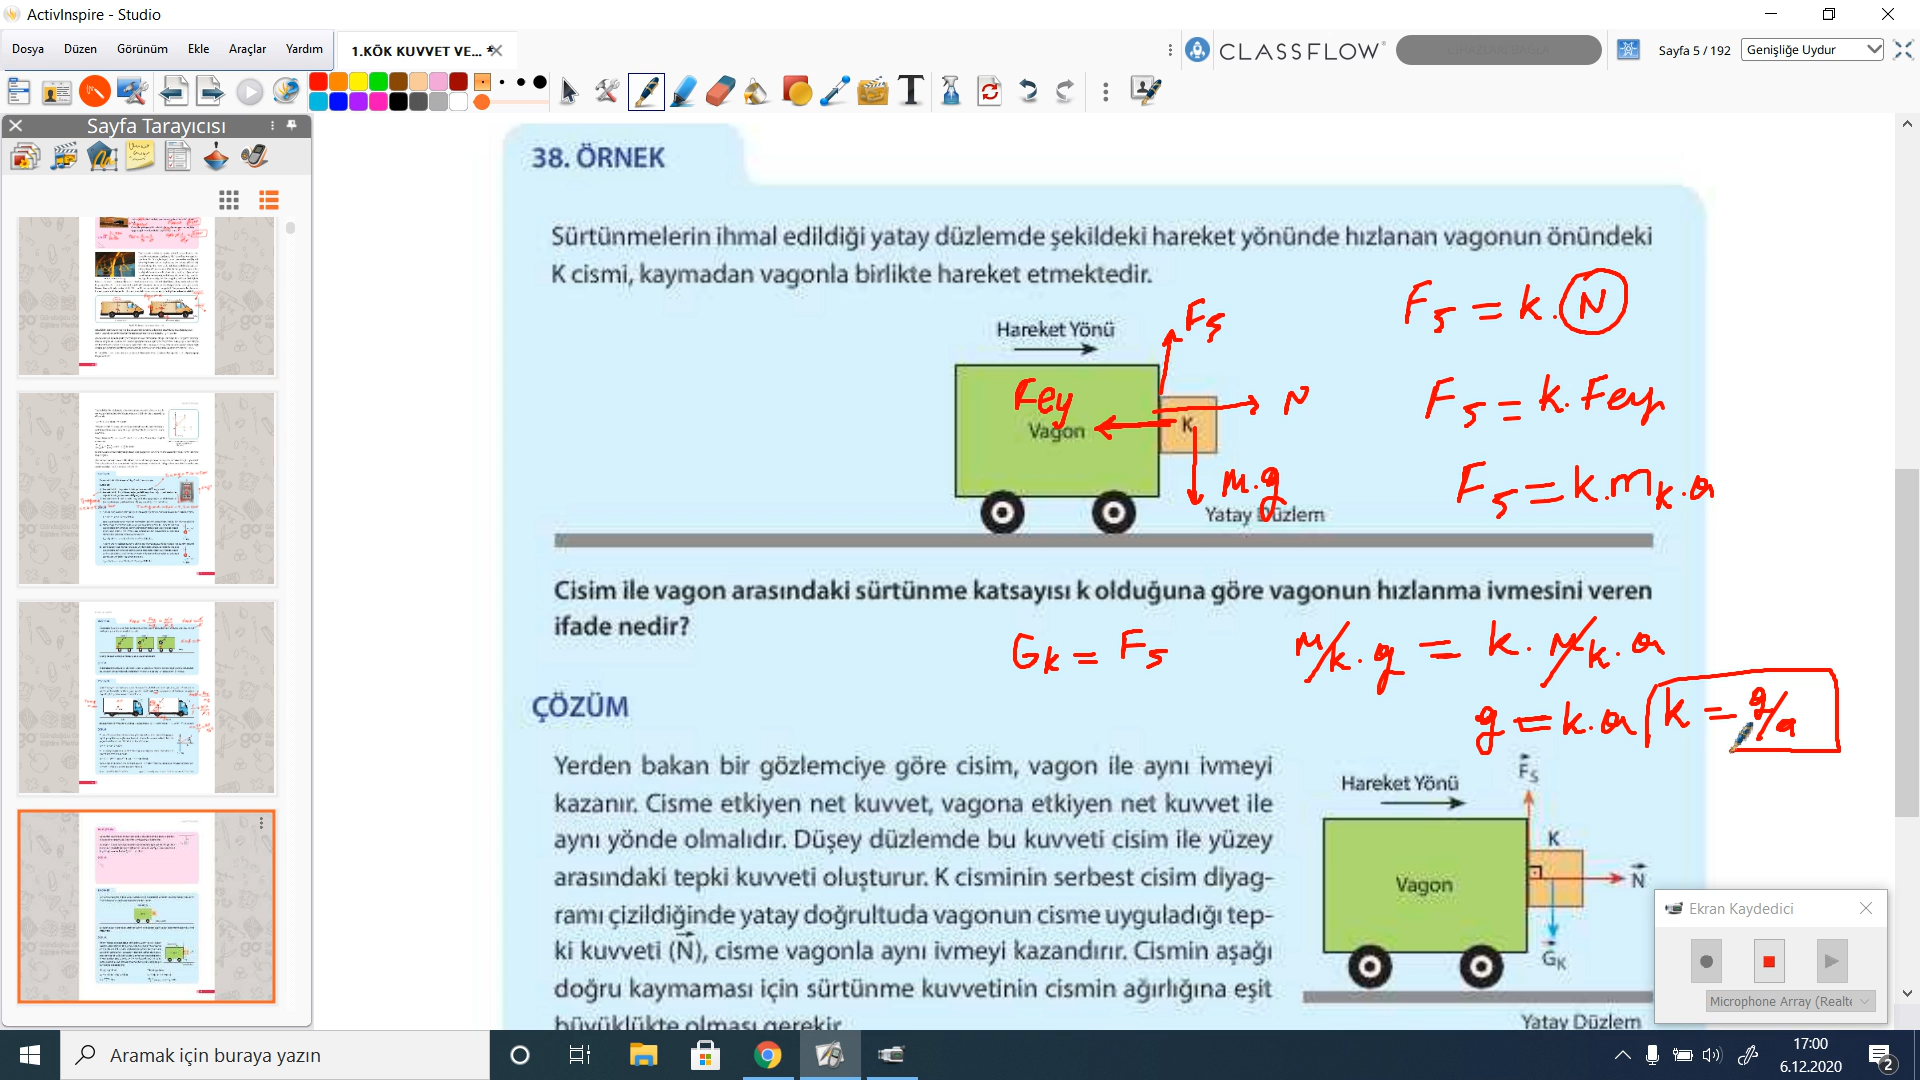 ActivInspire - Studio
Dosya Düzen Görünüm Ekle Araçlar Yardım
1.KÖK KUVVET VE... *
CLASSFLOW
Sayfa 5 / 192
Genişliğe Uydur
Sayfa Tarayıcısı
38. ÖRNEK
Sürtünmelerin ihmal edildiği yatay düzlemde şekildeki hareket yönünde hızlanan vagonun önündeki
K cismi, kaymadan vagonla birlikte hareket etmektedir.
Hareket Yönü
Fey
Vagon
Fs
N
K
m.g
Yatay Düzlem
Fs = k.N
Fs = k.Fey
Fs = k.mK.a
Cisim ile vagon arasındaki sürtünme katsayısı k olduğuna göre vagonun hızlanma ivmesini veren
ifade nedir?
GK = Fs
mK.g = k.mK.a
g = k.a
k = g/a
ÇÖZÜM
Yerden bakan bir gözlemciye göre cisim, vagon ile aynı ivmeyi
kazanır. Cisme etkiyen net kuvvet, vagona etkiyen net kuvvet ile
aynı yönde olmalıdır. Düşey düzlemde bu kuvveti cisim ile yüzey
arasındaki tepki kuvveti oluşturur. K cisminin serbest cisim diyag-
ramı çizildiğinde yatay doğrultuda vagonun cisme uyguladığı tep-
ki kuvveti (N⃗), cisme vagonla aynı ivmeyi kazandırır. Cismin aşağı
doğru kaymaması için sürtünme kuvvetinin cismin ağırlığına eşit
büyüklükte olması gerekir.
Hareket Yönü
F⃗s
K
Vagon
N⃗
G⃗K
Yatay Düzlem
Ekran Kaydedici
Microphone Array (Realte
Aramak için buraya yazın
17:00
6.12.2020
2